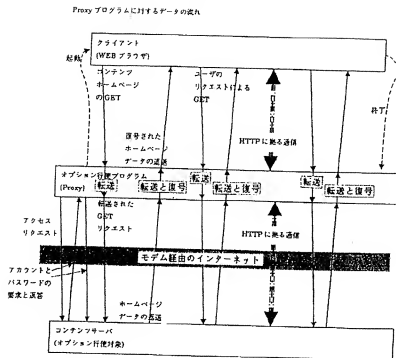 Proxy プログラムに対するデータの流れ
クライアント
(WEB ブラウザ)
起動
コンテンツ
ホームページ
のGET
ユーザの
リクエストによる
GET
終了
復号された
ホームページ
データの返送
HTTPに拠る通信
オプション行使プログラム
(Proxy)
転送
転送と復号
転送
転送と復号
転送
転送と復号
アクセス
リクエスト
転送された
GET
リクエスト
HTTPに拠る通信
モデム経由のインターネット
アカウントと
パスワードの
要求と返答
ホームページ
データの返送
コンテンツサーバ
(オプション行使対象)